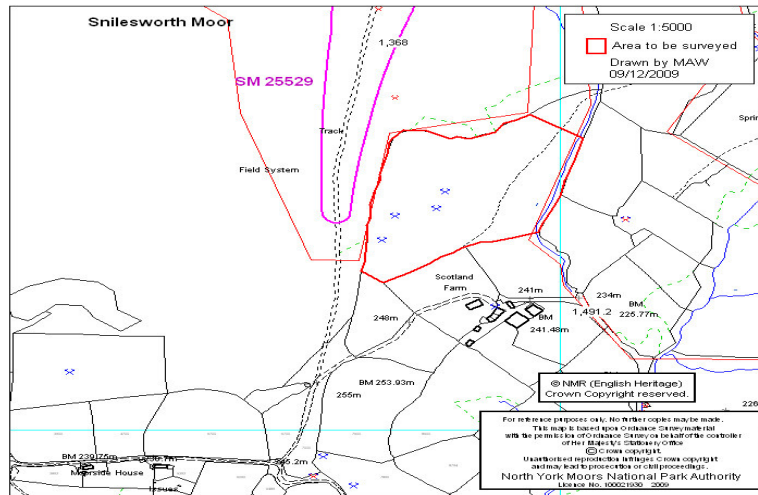 Snilesworth Moor
Scale 1:5000
Area to be surveyed
Drawn by MAW
09/12/2009
1,368
SM 25529
Track
Field System
Scotland
Farm
241m
234m
BM
225.77m
1,491.2
BM
241.48m
248m
BM 253.93m
255m
© NMR (English Heritage)
Crown Copyright reserved.
For reference purposes only. No further copies may be made.
This map is based upon Ordnance Survey material
with the permission of Ordnance Survey on behalf of the controller
of Her Majesty's Stationery Office
© Crown copyright.
Unauthorised reproduction infringes Crown copyright
and may lead to prosecution or civil proceedings.
North York Moors National Park Authority
Licence No. 100021930 2009
BM 239.75m
Moorside House
Issues